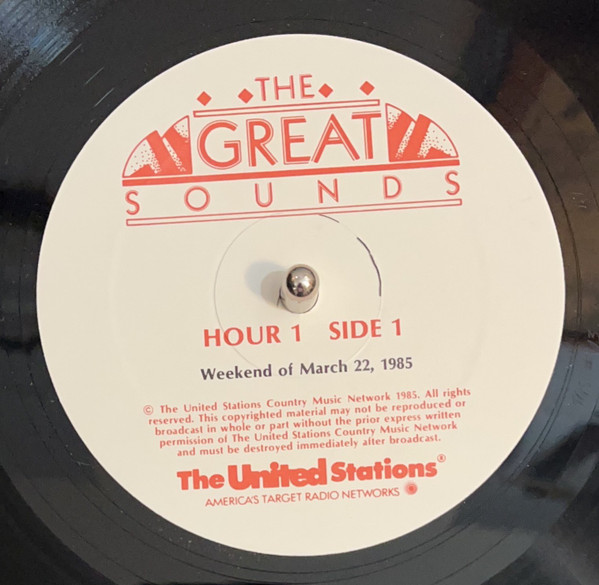 THE
GREAT
SOUNDS
HOUR 1 SIDE 1
Weekend of March 22, 1985
© The United Stations Country Music Network 1985. All rights
reserved. This copyrighted material may not be reproduced or
broadcast in whole or part without the prior express written
permission of The United Stations Country Music Network
and must be destroyed immediately after broadcast.
The United Stations®
AMERICA'S TARGET RADIO NETWORKS